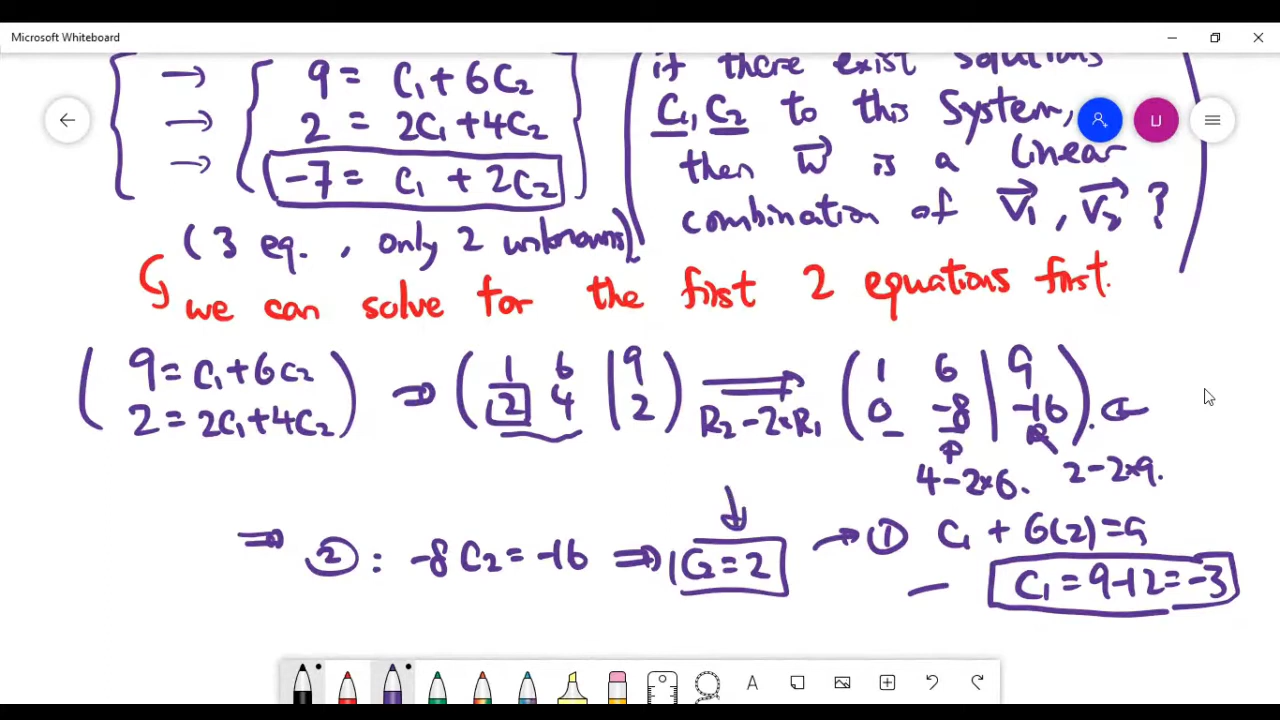 Microsoft Whiteboard
→ 9 = C₁ + 6C₂
→ 2 = 2C₁ + 4C₂
→ -7 = C₁ + 2C₂
(3 eq., only 2 unknowns)
if there exist solutions
C₁, C₂ to this System,
then w⃗ is a linear
combination of v⃗₁, v⃗₂ ?
U
↳ we can solve for the first 2 equations first.
( 9 = C₁ + 6C₂ ) ⇒ ( 1 6 | 9 ) ⟹ ( 1 6 | 9 )
( 2 = 2C₁ + 4C₂ ) ( 2 4 | 2 ) R₂ - 2×R₁ ( 0 -8 | -16 ). ←
4 - 2×6. 2 - 2×9.
⇒ ② : -8C₂ = -16 ⇒ C₂ = 2 → ① C₁ + 6(2) = 9
C₁ = 9 - 12 = -3
A